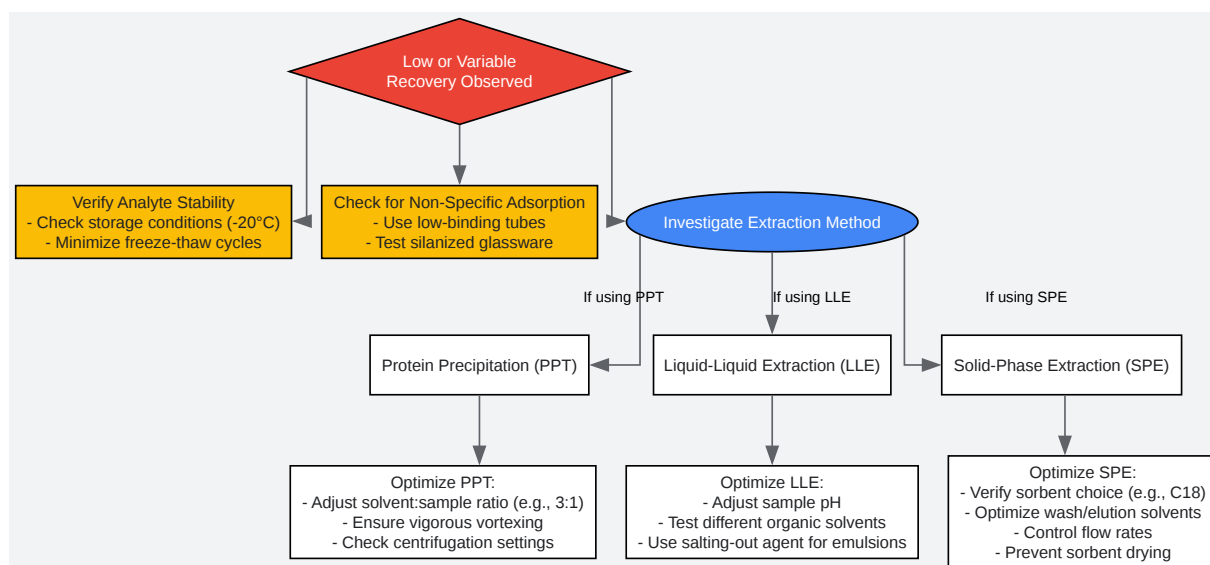 Low or Variable
Recovery Observed
Verify Analyte Stability
- Check storage conditions (-20°C)
- Minimize freeze-thaw cycles
Check for Non-Specific Adsorption
- Use low-binding tubes
- Test silanized glassware
Investigate Extraction Method
If using PPT
If using LLE
If using SPE
Protein Precipitation (PPT)
Liquid-Liquid Extraction (LLE)
Solid-Phase Extraction (SPE)
Optimize PPT:
- Adjust solvent:sample ratio (e.g., 3:1)
- Ensure vigorous vortexing
- Check centrifugation settings
Optimize LLE:
- Adjust sample pH
- Test different organic solvents
- Use salting-out agent for emulsions
Optimize SPE:
- Verify sorbent choice (e.g., C18)
- Optimize wash/elution solvents
- Control flow rates
- Prevent sorbent drying